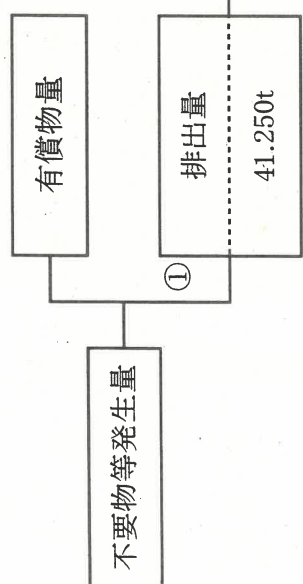 不要物等発生量
有償物量
①
排出量
41.250t